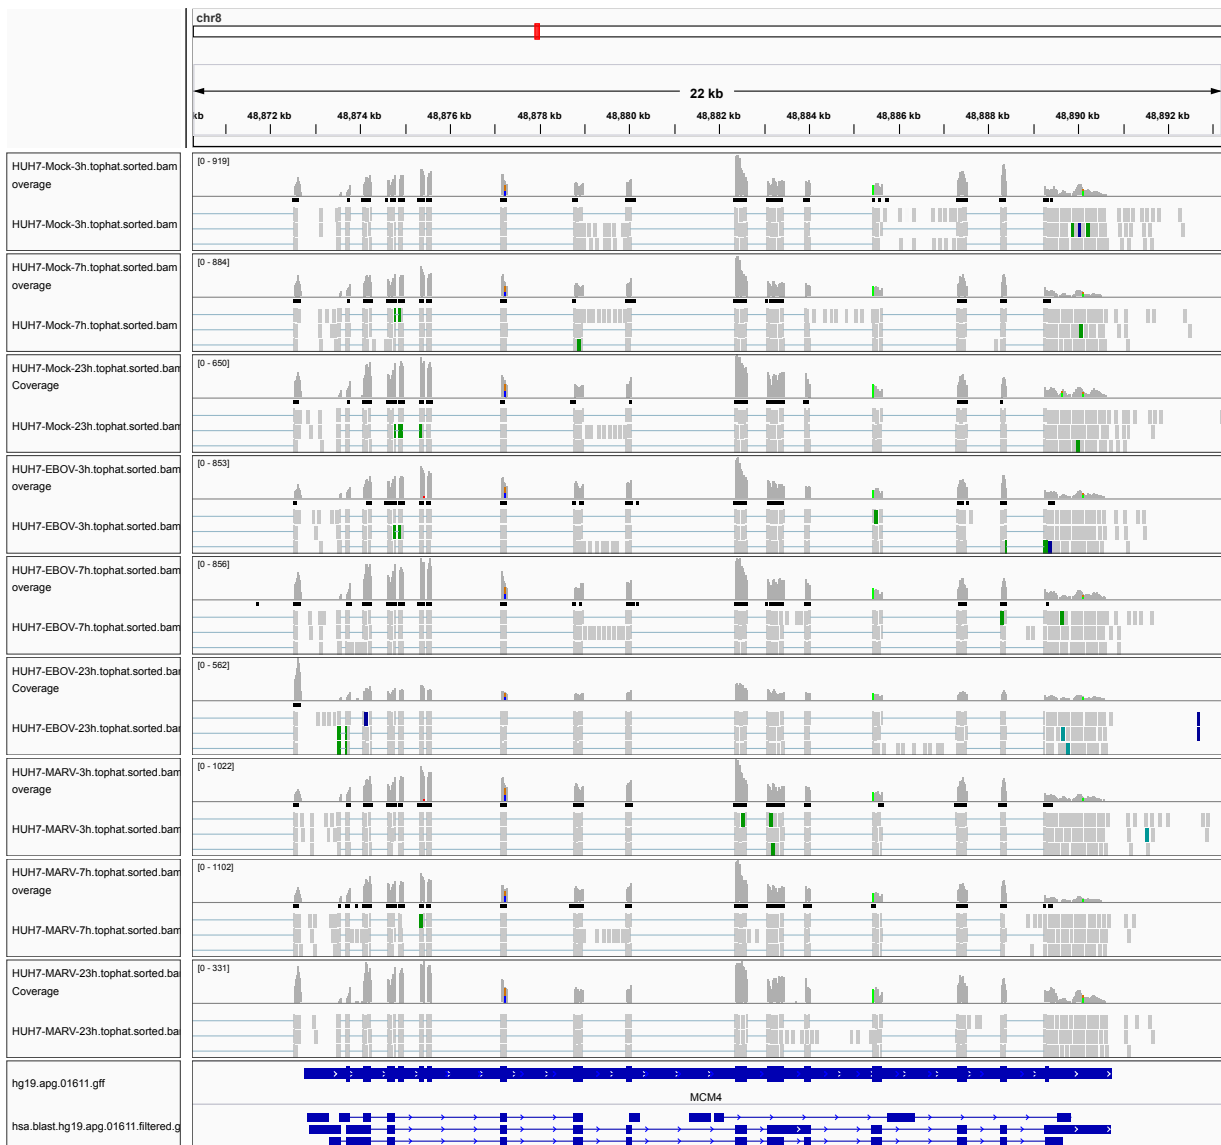 chr8
22 kb
kb 48,872 kb 48,874 kb 48,876 kb 48,878 kb 48,880 kb 48,882 kb 48,884 kb 48,886 kb 48,888 kb 48,890 kb 48,892 kb
HUH7-Mock-3h.tophat.sorted.bam [0 - 919]
overage
HUH7-Mock-3h.tophat.sorted.bam
HUH7-Mock-7h.tophat.sorted.bam [0 - 884]
overage
HUH7-Mock-7h.tophat.sorted.bam
HUH7-Mock-23h.tophat.sorted.bam [0 - 650]
Coverage
HUH7-Mock-23h.tophat.sorted.bam
HUH7-EBOV-3h.tophat.sorted.bam [0 - 853]
overage
HUH7-EBOV-3h.tophat.sorted.bam
HUH7-EBOV-7h.tophat.sorted.bam [0 - 856]
overage
HUH7-EBOV-7h.tophat.sorted.bam
HUH7-EBOV-23h.tophat.sorted.ba [0 - 562]
Coverage
HUH7-EBOV-23h.tophat.sorted.ba
HUH7-MARV-3h.tophat.sorted.bam [0 - 1022]
overage
HUH7-MARV-3h.tophat.sorted.bam
HUH7-MARV-7h.tophat.sorted.bam [0 - 1102]
overage
HUH7-MARV-7h.tophat.sorted.bam
HUH7-MARV-23h.tophat.sorted.ba [0 - 331]
Coverage
HUH7-MARV-23h.tophat.sorted.ba
hg19.apg.01611.gff
MCM4
hsa.blast.hg19.apg.01611.filtered.g